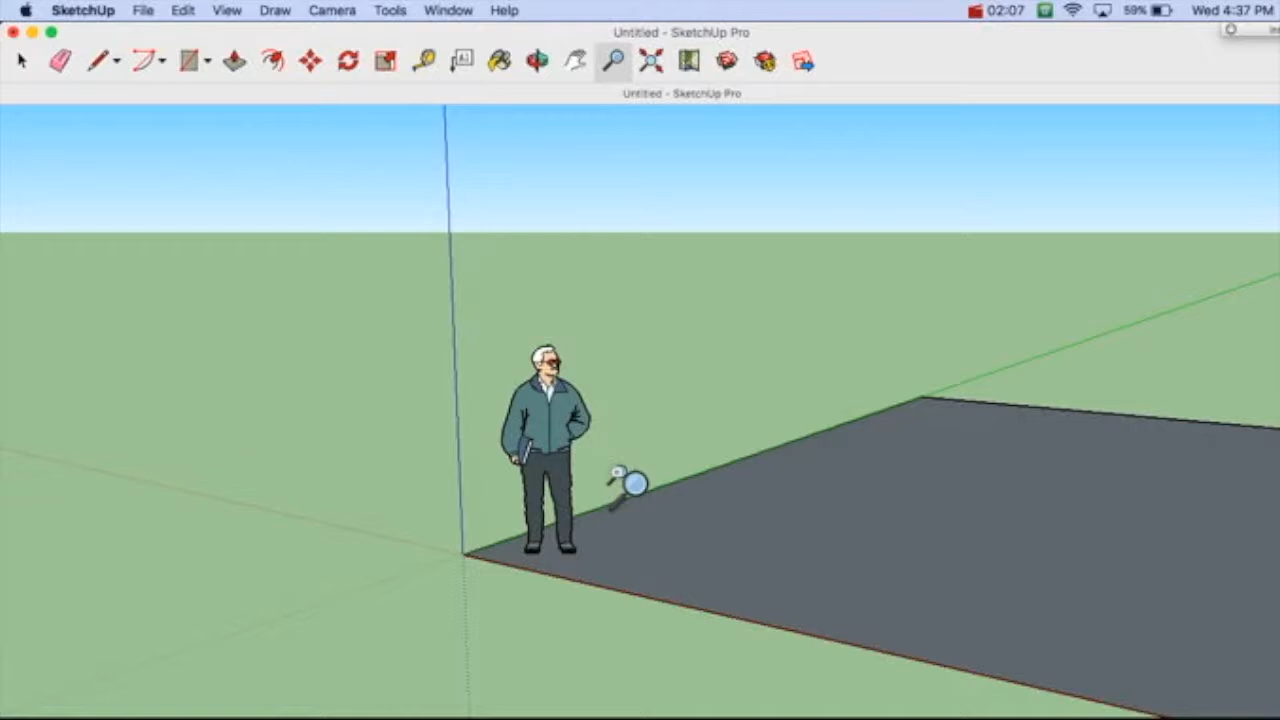 SketchUp File Edit View Draw Camera Tools Window Help 02:07 59% Wed 4:37 PM
Untitled - SketchUp Pro
A1
Untitled - SketchUp Pro